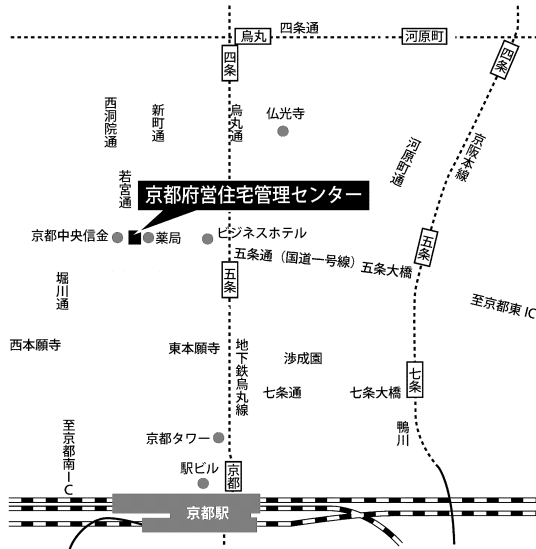 四条通
烏丸
河原町
四条
四条
西洞院通
新町通
烏丸通
仏光寺
河原町通
京阪本線
若宮通
京都府営住宅管理センター
京都中央信金
薬局
ビジネスホテル
五条通（国道一号線）
五条大橋
五条
五条
堀川通
至京都東IC
西本願寺
東本願寺
地下鉄烏丸線
渉成園
七条通
七条大橋
七条
鴨川
至京都南IC
京都タワー
駅ビル
京都
京都駅